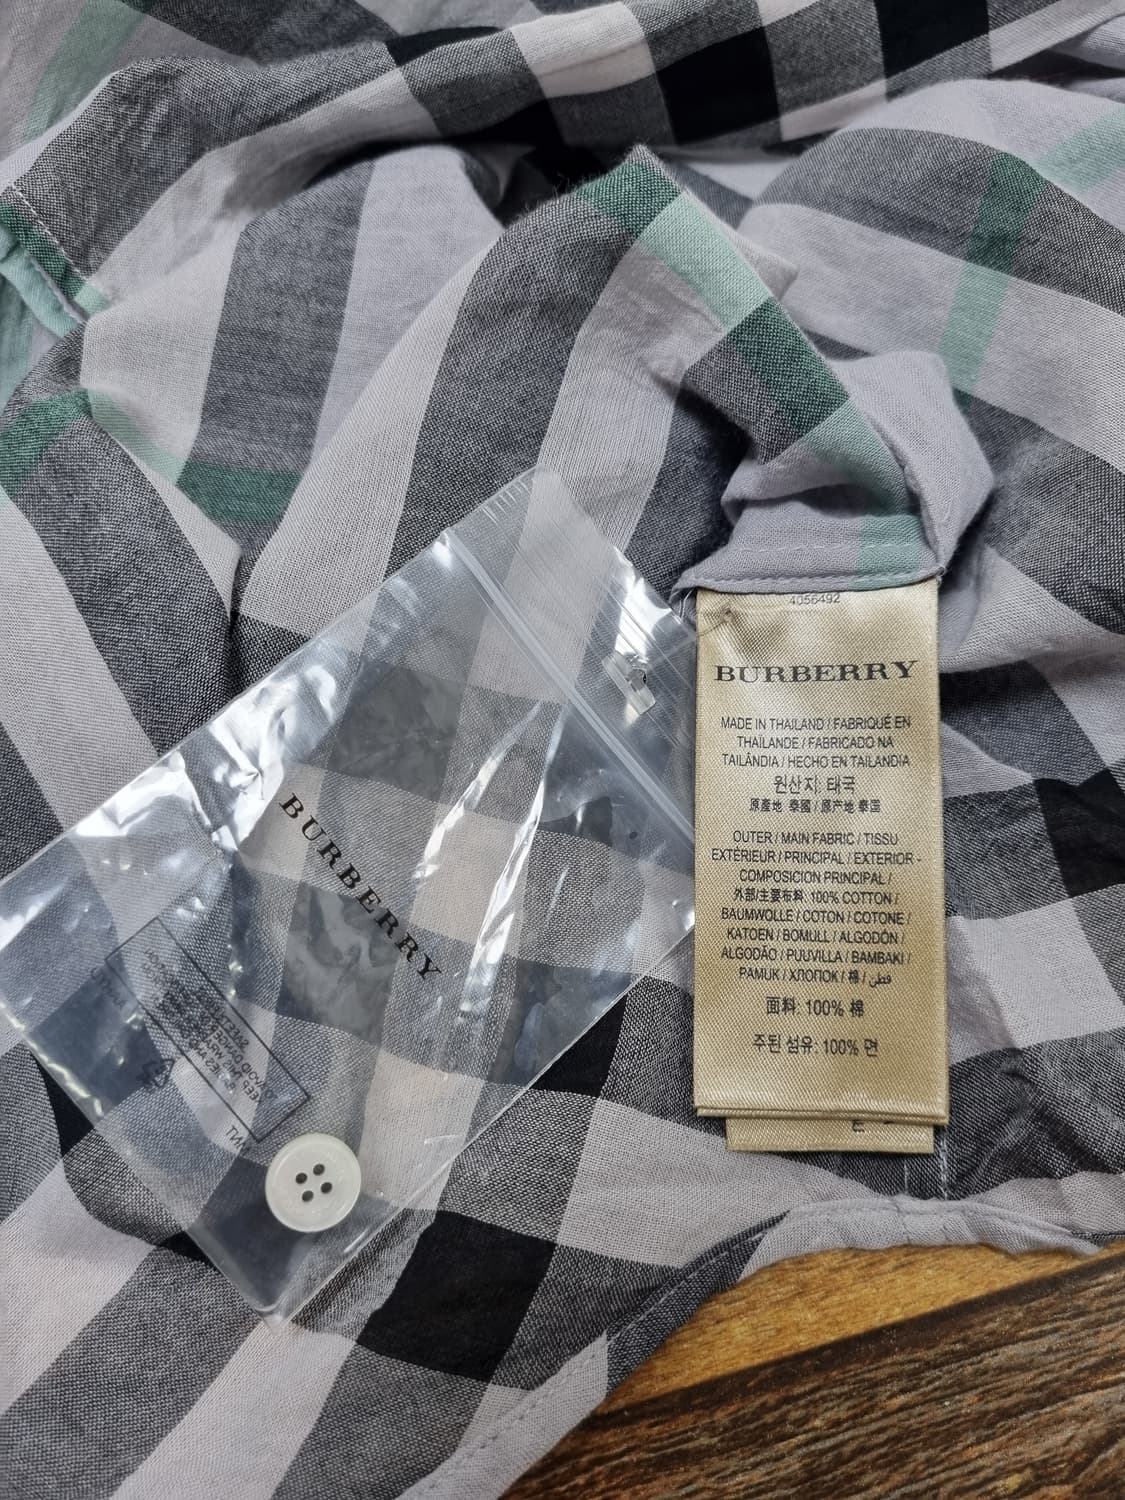 4056492
BURBERRY
MADE IN THAILAND / FABRIQUÉ EN
THAÏLANDE / FABRICADO NA
TAILÂNDIA / HECHO EN TAILANDIA
원산지: 태국
原產地 泰國 / 原产地 泰国
OUTER / MAIN FABRIC / TISSU
EXTÉRIEUR / PRINCIPAL / EXTERIOR -
COMPOSICION PRINCIPAL /
外部/主要布料: 100% COTTON /
BAUMWOLLE / COTON / COTONE /
KATOEN / BOMULL / ALGODÓN /
ALGODÃO / PUUVILLA / ΒΑΜΒΑΚΙ /
PAMUK / ХЛОПОК / 棉 / قطن
面料: 100% 棉
주된 섬유: 100% 면
BURBERRY